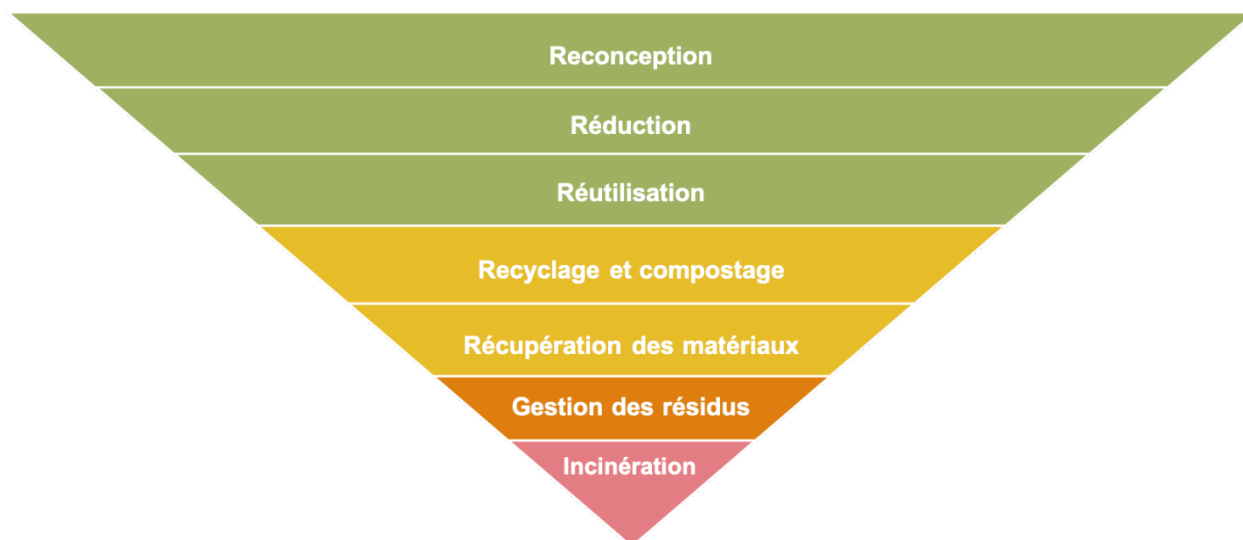 Reconception
Réduction
Réutilisation
Recyclage et compostage
Récupération des matériaux
Gestion des résidus
Incinération